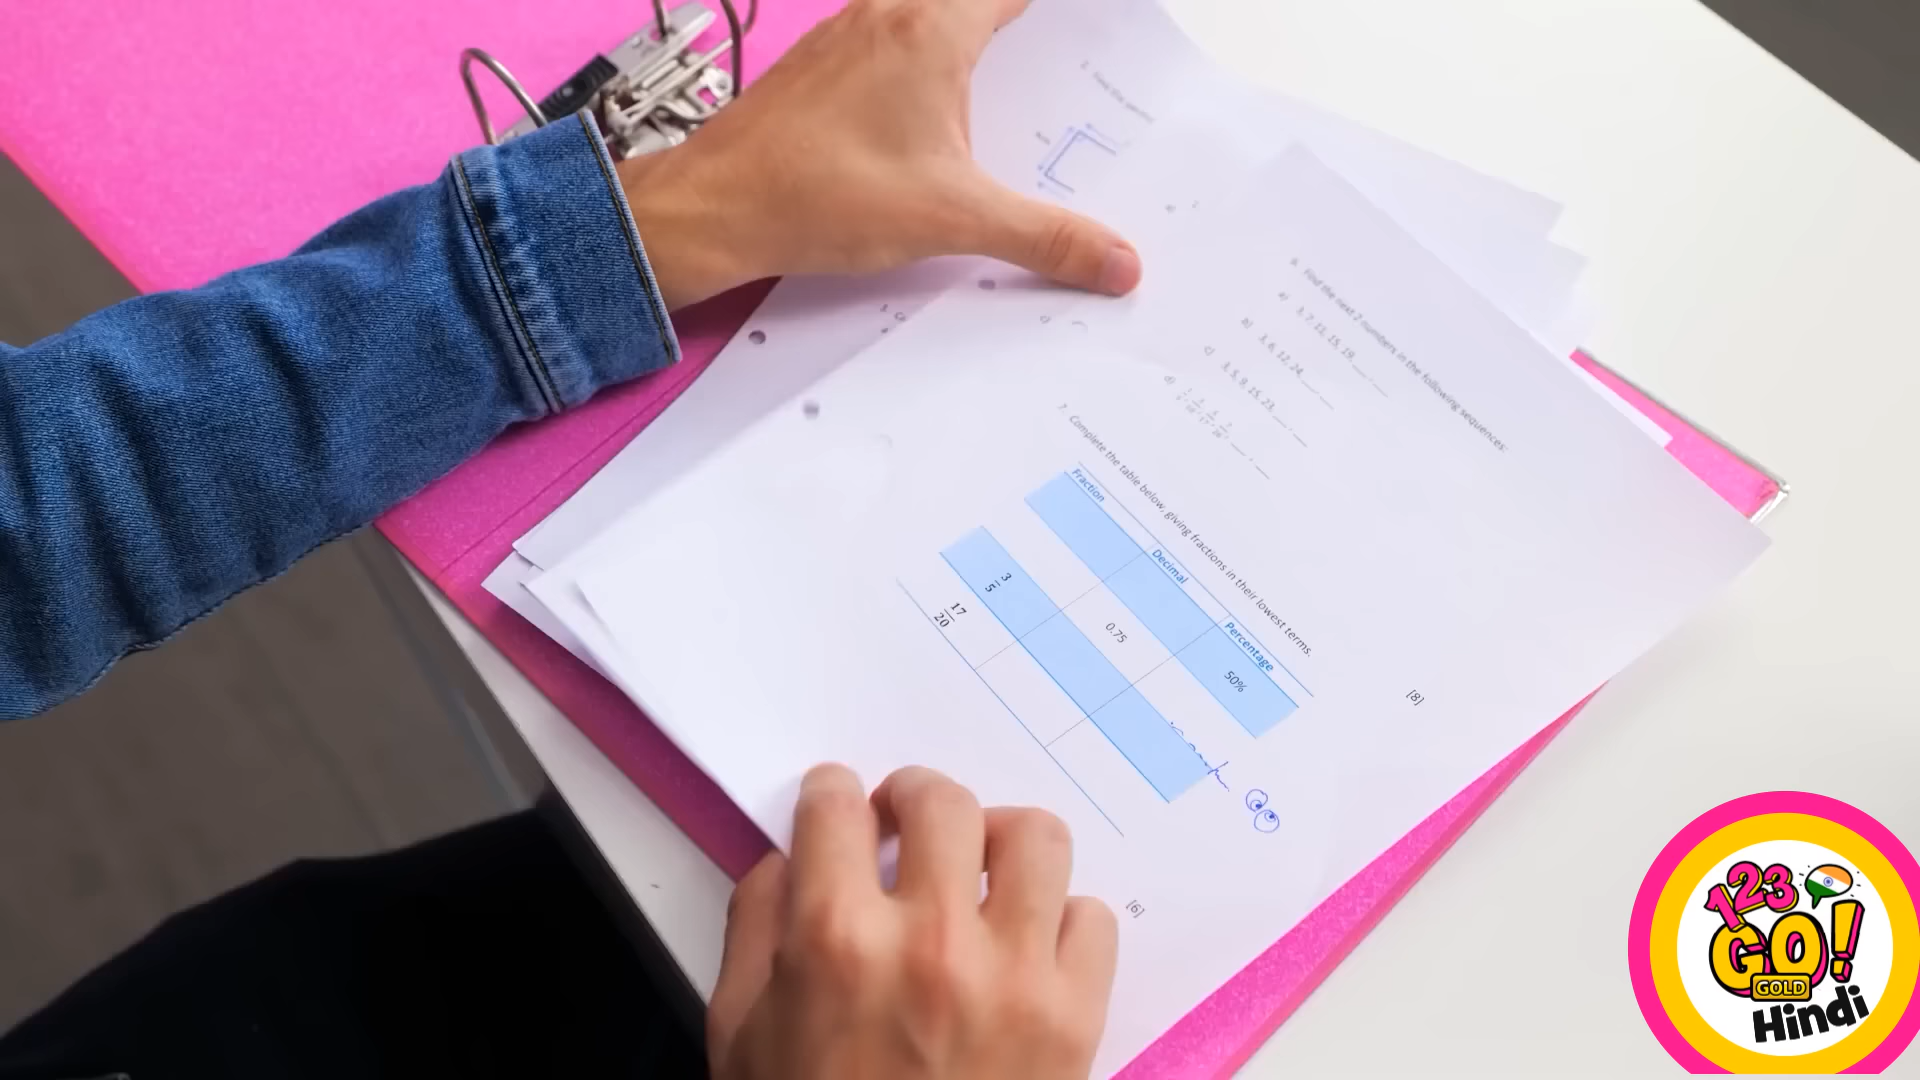 6. Find the next 2 numbers in the following sequences:
a) 3, 7, 11, 15, 19, ___ , ___
b) 3, 6, 12, 24, ___ , ___
c) 3, 5, 9, 15, 23, ___ , ___
d)
7. Complete the table below, giving fractions in their lowest terms.
[8]
Fraction Decimal Percentage
50%
0.75
3/5
17/20
[6]
c)
123
GO!
GOLD
Hindi